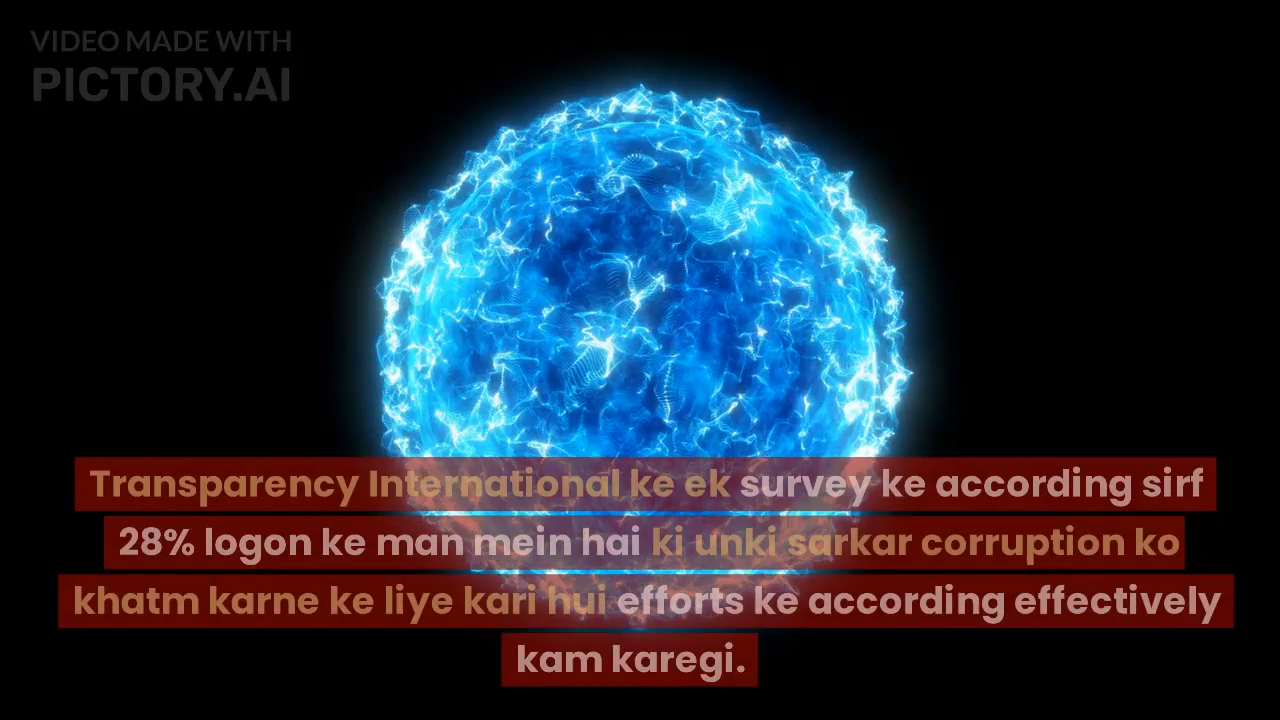 VIDEO MADE WITH
PICTORY.AI
Transparency International ke ek survey ke according sirf
28% logon ke man mein hai ki unki sarkar corruption ko
khatm karne ke liye kari hui efforts ke according effectively
kam karegi.